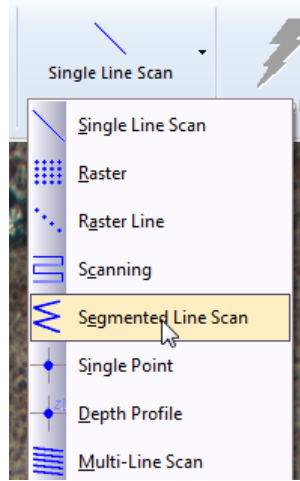 Single Line Scan
Single Line Scan
Raster
Raster Line
Scanning
Segmented Line Scan
Single Point
Depth Profile
Multi-Line Scan